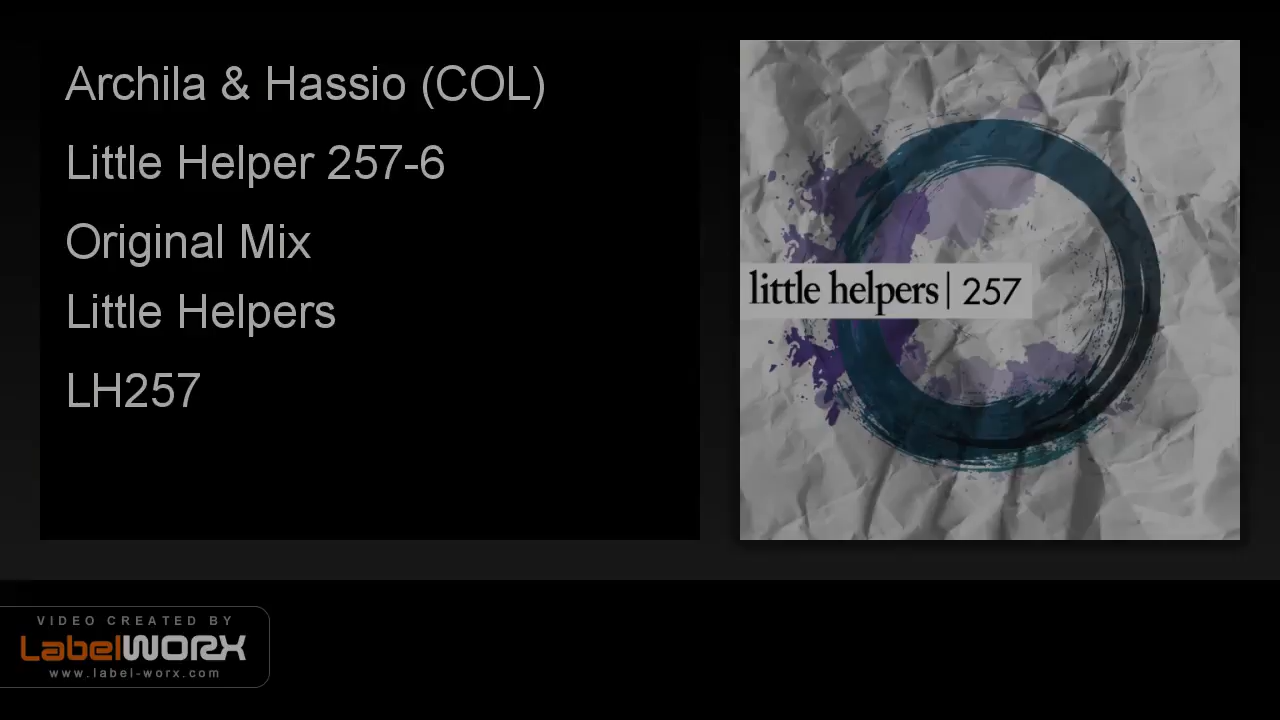 Archila & Hassio (COL)
Little Helper 257-6
Original Mix
Little Helpers
LH257
little helpers | 257
VIDEO CREATED BY
LabelWORX
www.label-worx.com